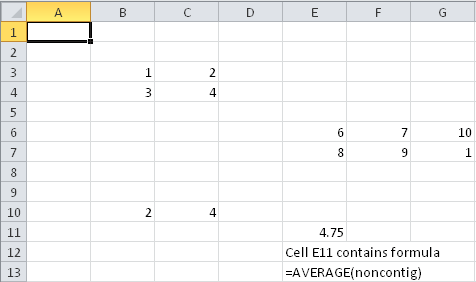 A B C D E F G
1
2
3 1 2
4 3 4
5
6 6 7 10
7 8 9 1
8
9
10 2 4
11 4.75
12 Cell E11 contains formula
13 =AVERAGE(noncontig)